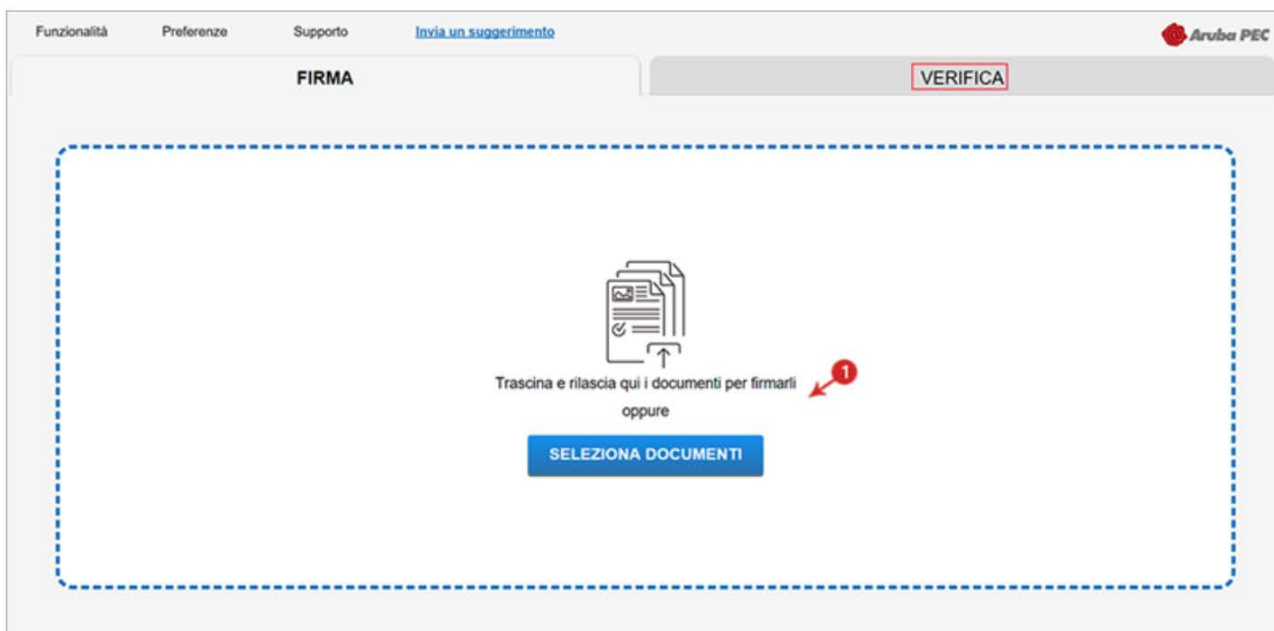 Funzionalità Preferenze Supporto Invia un suggerimento Aruba PEC
FIRMA VERIFICA
Trascina e rilascia qui i documenti per firmarli
1
oppure
SELEZIONA DOCUMENTI